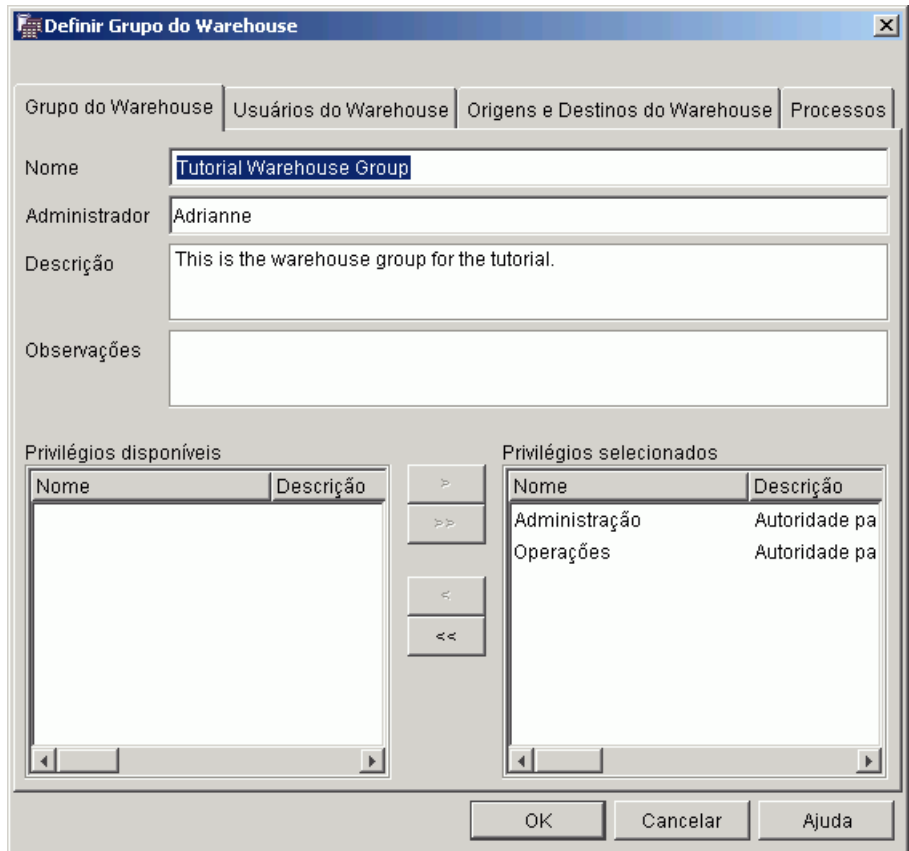 Definir Grupo do Warehouse
Grupo do Warehouse Usuários do Warehouse Origens e Destinos do Warehouse Processos
Nome Tutorial Warehouse Group
Administrador Adrianne
Descrição This is the warehouse group for the tutorial.
Observações
Privilégios disponíveis
Nome Descrição
>
>>
<
<<
Privilégios selecionados
Nome Descrição
Administração Autoridade pa
Operações Autoridade pa
OK Cancelar Ajuda